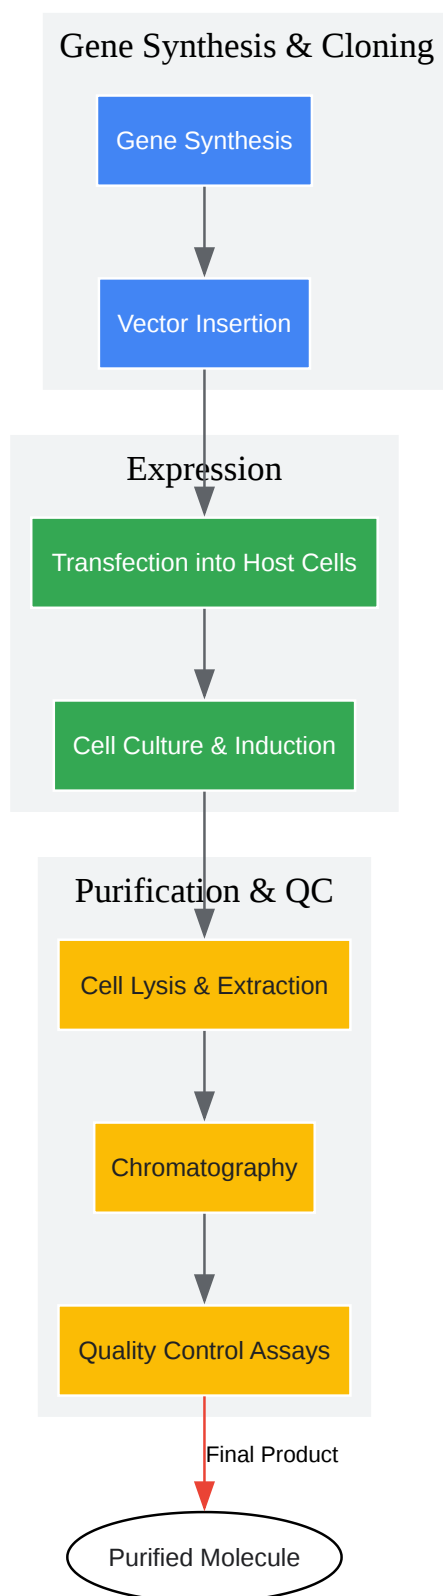 Gene Synthesis & Cloning
Gene Synthesis
Vector Insertion
Expression
Transfection into Host Cells
Cell Culture & Induction
Purification & QC
Cell Lysis & Extraction
Chromatography
Quality Control Assays
Final Product
Purified Molecule